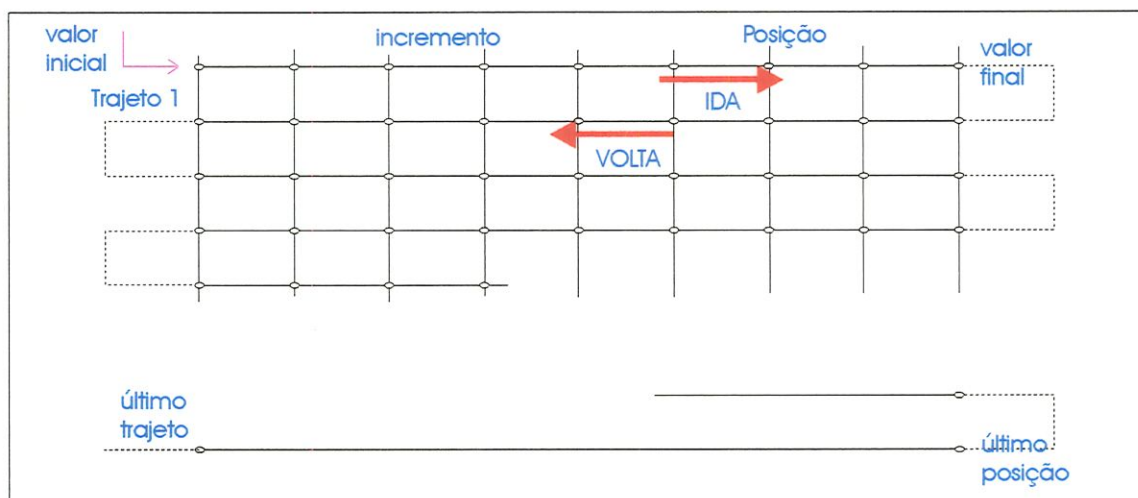 valor
inicial
incremento
Posição
valor
final
Trajeto 1
IDA
VOLTA
último
trajeto
último
posição